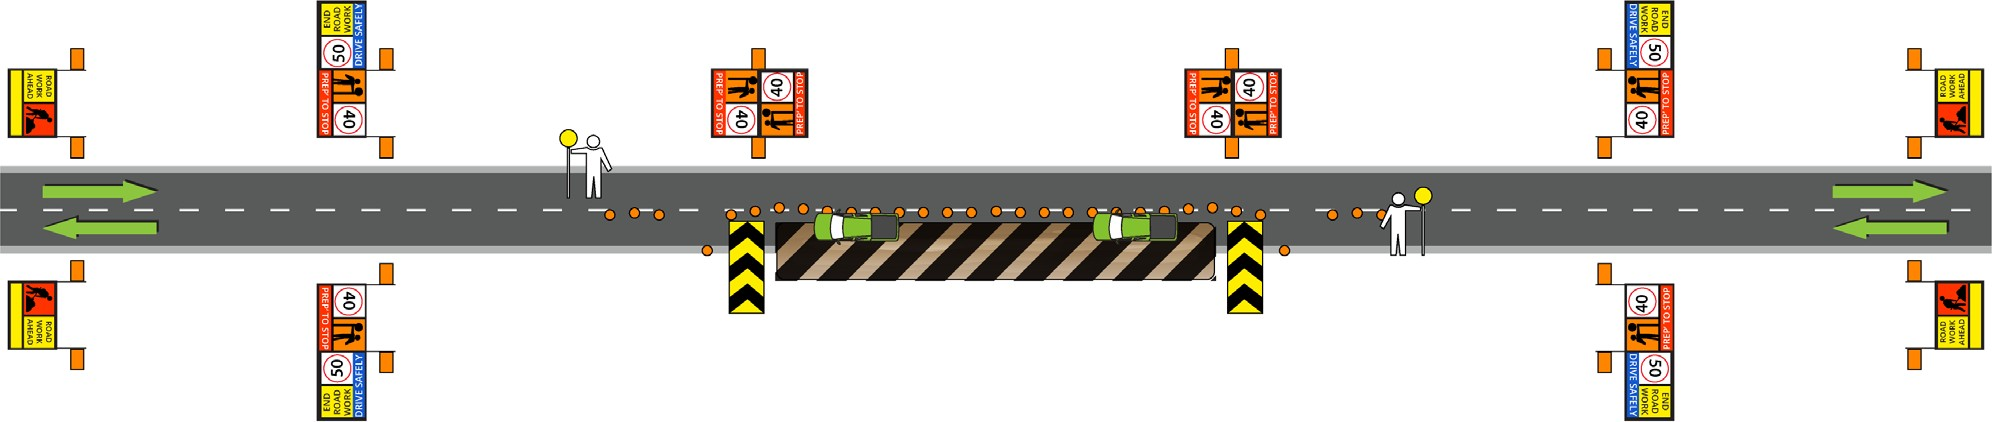 END
ROAD
WORK
DRIVE SAFELY
50
PREP' TO STOP
40
ROAD
WORK
AHEAD
PREP' TO STOP
40
40
PREP' TO STOP
PREP' TO STOP
40
40
PREP' TO STOP
DRIVE SAFELY
END
ROAD
WORK
50
40
PREP' TO STOP
ROAD
WORK
AHEAD
ROAD
WORK
AHEAD
40
PREP' TO STOP
50
END
ROAD
WORK
DRIVE SAFELY
40
PREP' TO STOP
50
DRIVE SAFELY
END
ROAD
WORK
ROAD
WORK
AHEAD